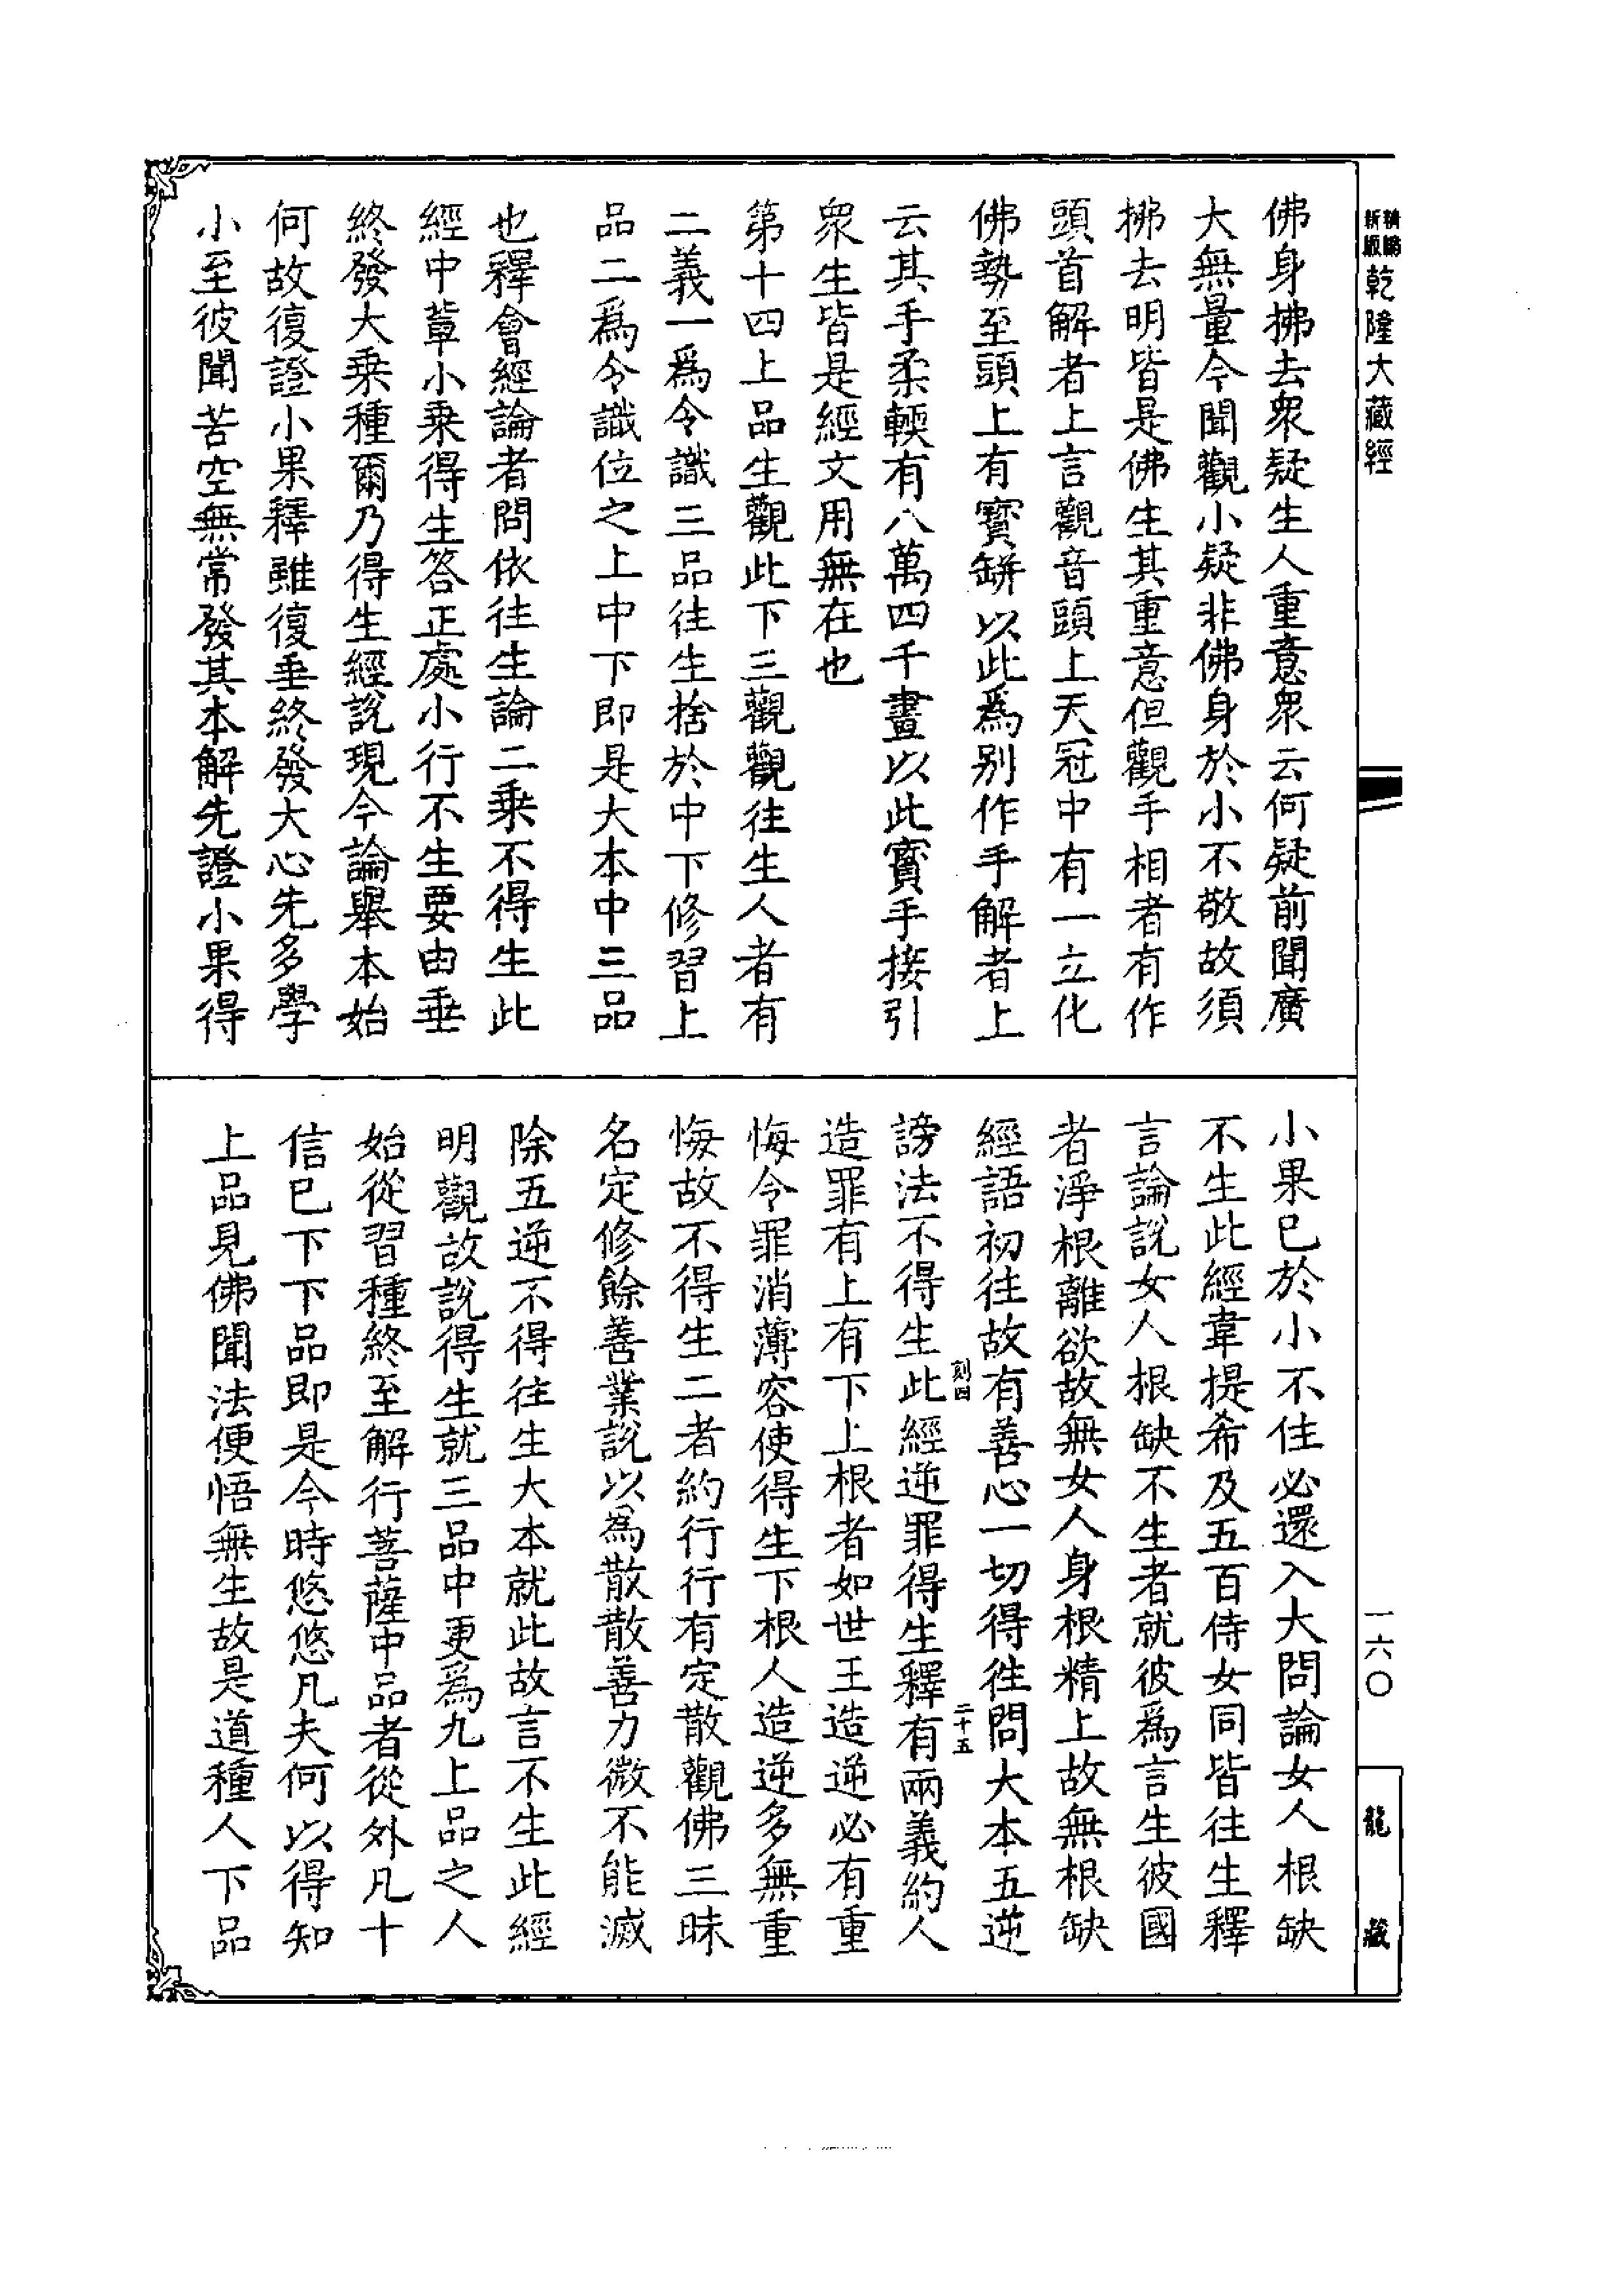 新編
縮版
乾隆大藏經
佛身拂去衆疑生人重意衆云何疑前聞廣
大無量今聞觀小疑非佛身於小不敬故須
拂去明皆是佛生其重意但觀手相者有作
頭首解者上言觀音頭上天冠中有一立化
佛勢至頭上有寳缾以此爲别作手解者上
云其手柔輭有八萬四千畫以此寳手接引
衆生皆是經文用無在也
第十四上品生觀此下三觀觀往生人者有
二義一爲令識三品往生捨於中下修習上
品二爲令識位之上中下即是大本中三品
也釋會經論者問依往生論二乘不得生此
經中輩小乘得生答正處小行不生要由垂
終發大乘種爾乃得生經説現今論舉本始
何故復證小果釋雖復垂終發大心先多學
小至彼聞苦空無常發其本解先證小果得
小果已於小不住必還入大問論女人根缺
不生此經韋提希及五百侍女同皆往生釋
言論説女人根缺不生者就彼爲言生彼國
者淨根離欲故無女人身根精上故無根缺
經語初往故有善心一切得往問大本五逆
刻四
二十五
謗法不得生此經逆罪得生釋有兩義約人
造罪有上有下上根者如世王造逆必有重
悔令罪消薄容使得生下根人造逆多無重
悔故不得生二者約行行有定散觀佛三昧
名定修餘善業説以爲散散善力微不能滅
除五逆不得往生大本就此故言不生此經
明觀故説得生就三品中更爲九上品之人
始從習種終至解行菩薩中品者從外凡十
信已下下品即是今時悠悠凡夫何以得知
上品見佛聞法便悟無生故是道種人下品
一六〇
龍藏